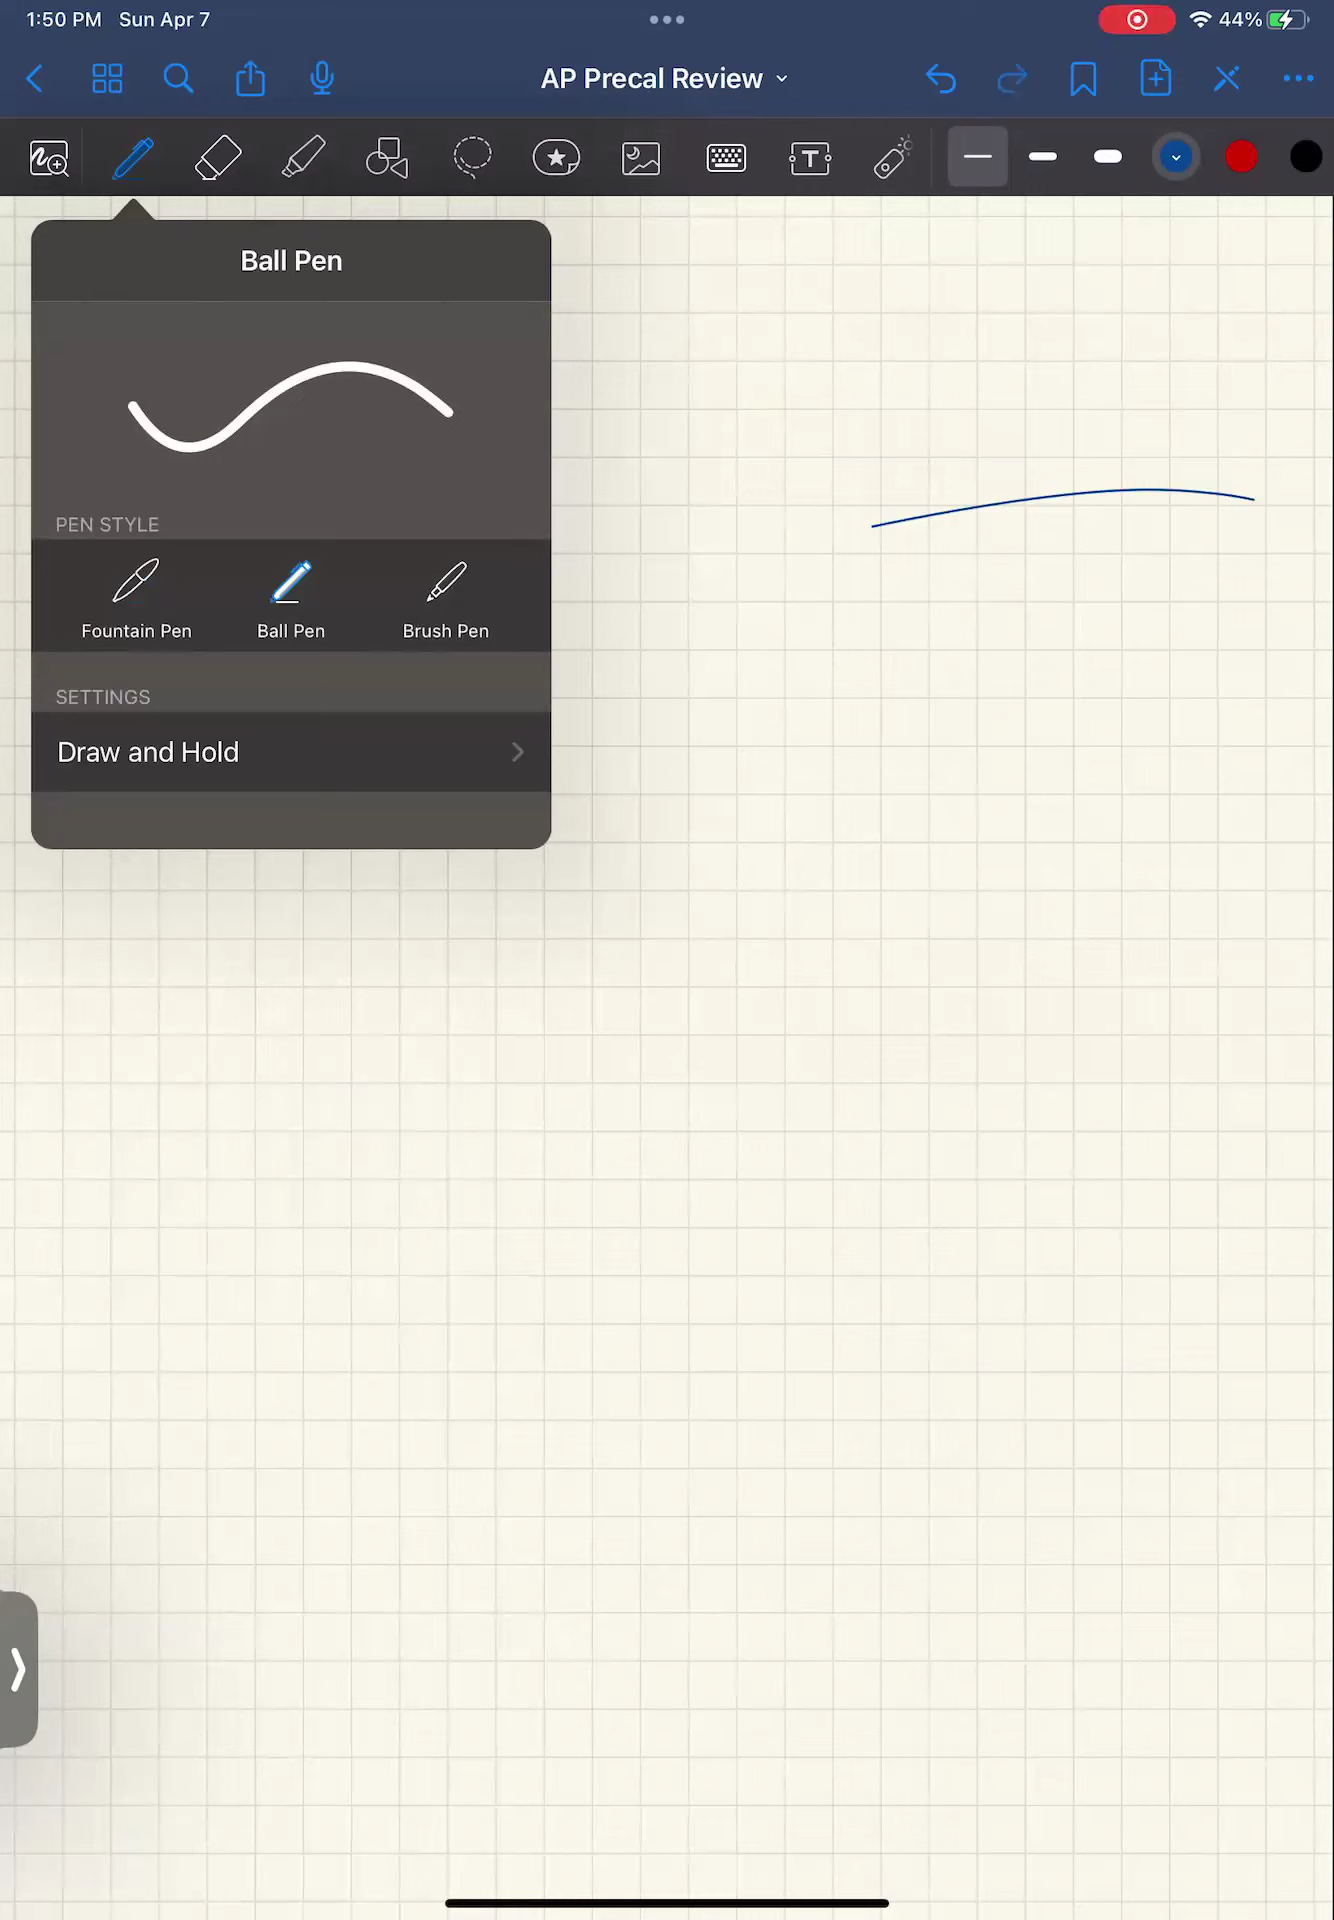 1:50 PM Sun Apr 7
44%
AP Precal Review
T
Ball Pen
PEN STYLE
Fountain Pen
Ball Pen
Brush Pen
SETTINGS
Draw and Hold